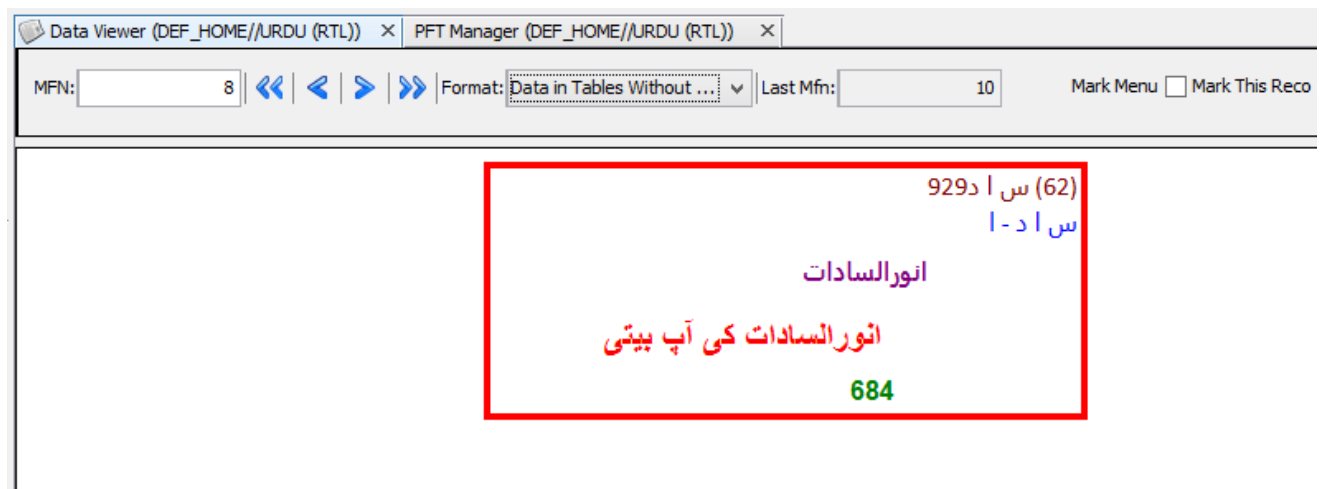 Data Viewer (DEF_HOME//URDU (RTL)) X PFT Manager (DEF_HOME//URDU (RTL)) X
MFN: 8 Format: Data in Tables Without ... Last Mfn: 10 Mark Menu Mark This Reco
(62) س ا د929
س ا د - ا
انورالسادات
انورالسادات کی آپ بیتی
684